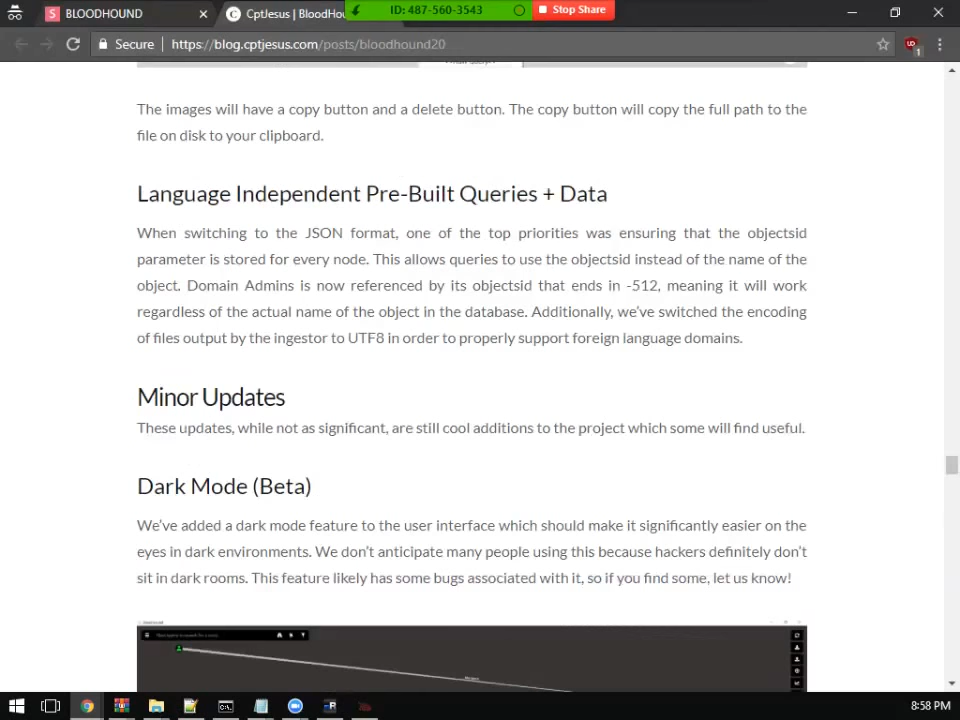 BLOODHOUND
CptJesus | BloodHou
ID: 487-560-3543
Stop Share
Secure
https://blog.cptjesus.com/posts/bloodhound20
The images will have a copy button and a delete button. The copy button will copy the full path to the
file on disk to your clipboard.
Language Independent Pre-Built Queries + Data
When switching to the JSON format, one of the top priorities was ensuring that the objectsid
parameter is stored for every node. This allows queries to use the objectsid instead of the name of the
object. Domain Admins is now referenced by its objectsid that ends in -512, meaning it will work
regardless of the actual name of the object in the database. Additionally, we've switched the encoding
of files output by the ingestor to UTF8 in order to properly support foreign language domains.
Minor Updates
These updates, while not as significant, are still cool additions to the project which some will find useful.
Dark Mode (Beta)
We've added a dark mode feature to the user interface which should make it significantly easier on the
eyes in dark environments. We don't anticipate many people using this because hackers definitely don't
sit in dark rooms. This feature likely has some bugs associated with it, so if you find some, let us know!
8:58 PM